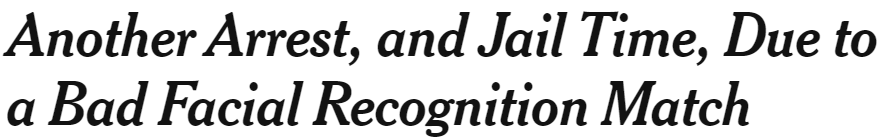 Another Arrest, and Jail Time, Due to
a Bad Facial Recognition Match